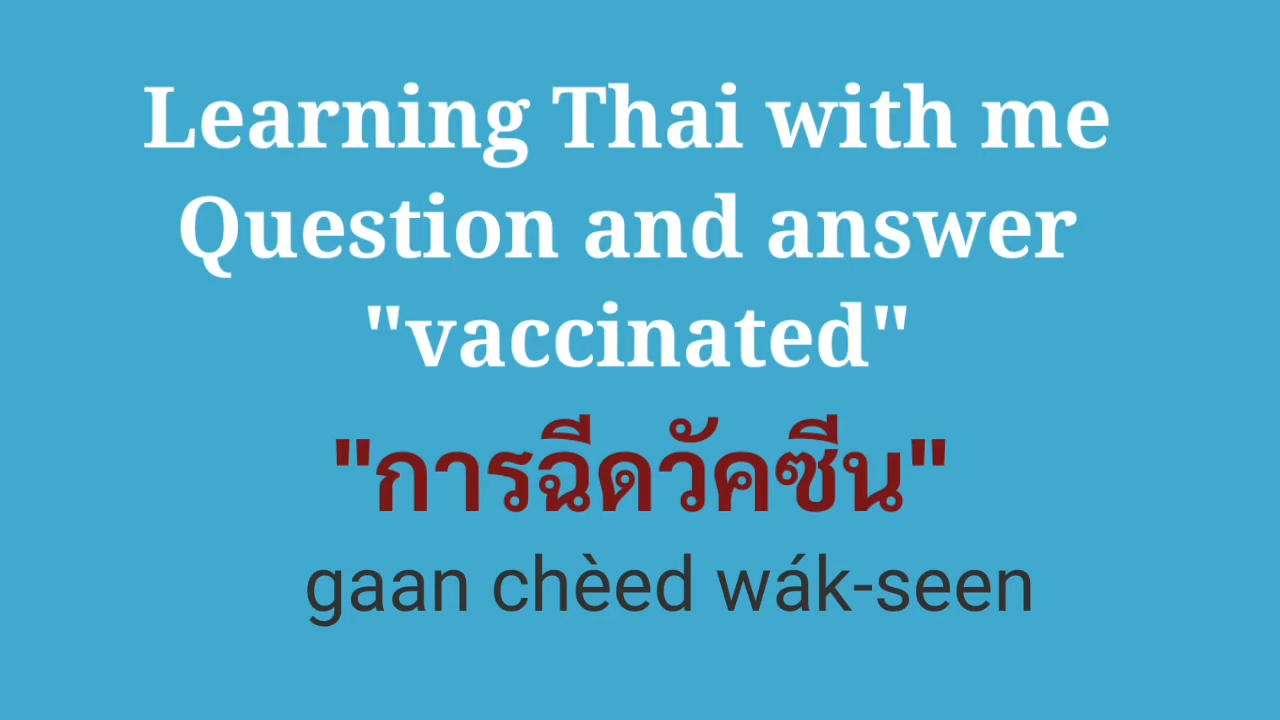 Learning Thai with me
Question and answer
"vaccinated"
"การฉีดวัคซีน"
gaan chèed wák-seen